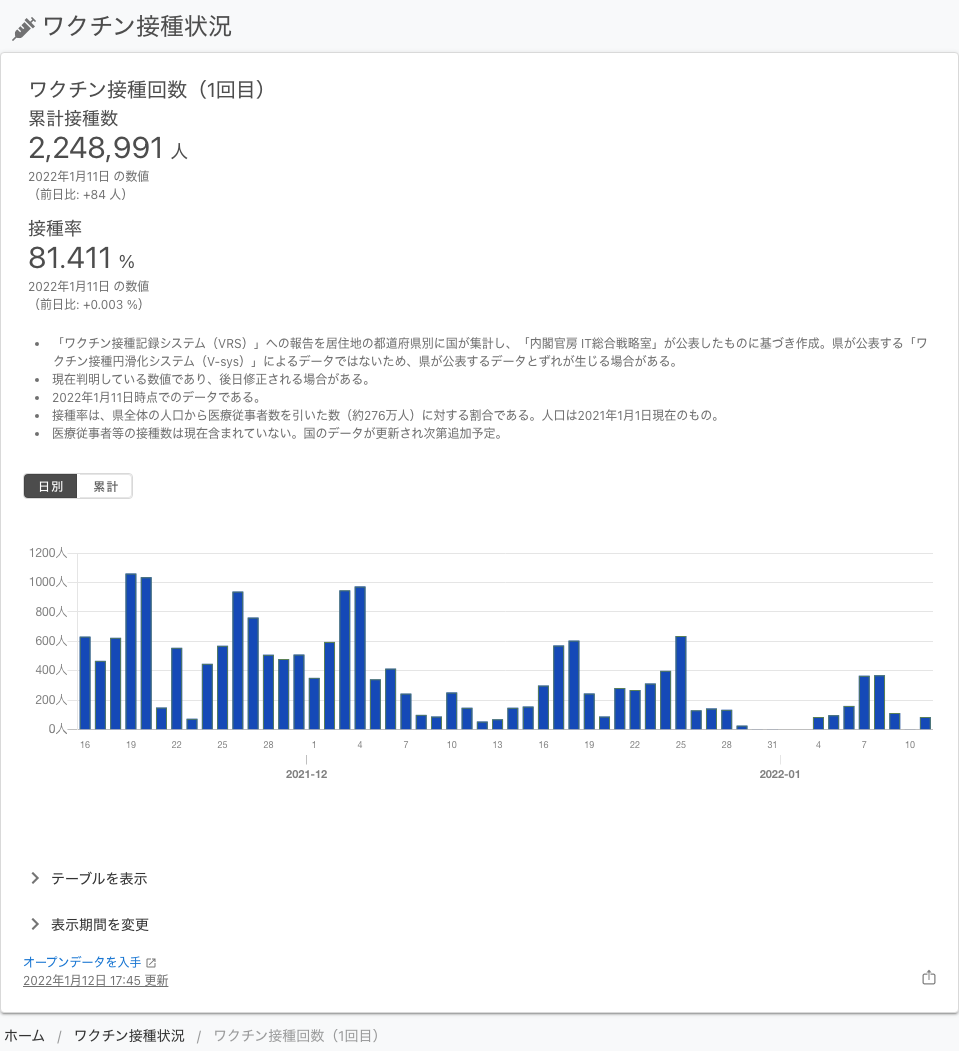 ワクチン接種状況
ワクチン接種回数（1回目）
累計接種数
2,248,991 人
2022年1月11日 の数値
（前日比: +84 人）
接種率
81.411 %
2022年1月11日 の数値
（前日比: +0.003 %）
• 「ワクチン接種記録システム（VRS）」への報告を居住地の都道府県別に国が集計し、「内閣官房 IT総合戦略室」が公表したものに基づき作成。県が公表する「ワ
クチン接種円滑化システム（V-sys）」によるデータではないため、県が公表するデータとずれが生じる場合がある。
• 現在判明している数値であり、後日修正される場合がある。
• 2022年1月11日時点でのデータである。
• 接種率は、県全体の人口から医療従事者数を引いた数（約276万人）に対する割合である。人口は2021年1月1日現在のもの。
• 医療従事者等の接種数は現在含まれていない。国のデータが更新され次第追加予定。
日別 累計
1200人
1000人
800人
600人
400人
200人
0人
16 19 22 25 28 1 4 7 10 13 16 19 22 25 28 31 4 7 10
2021-12 2022-01
テーブルを表示
表示期間を変更
オープンデータを入手
2022年1月12日 17:45 更新
ホーム / ワクチン接種状況 / ワクチン接種回数（1回目）